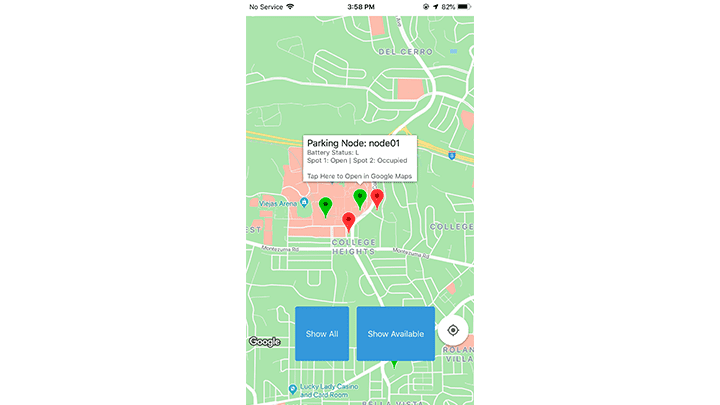 No Service
3:58 PM
82%
DEL CERRO
Parking Node: node01
Battery Status: L
Spot 1: Open | Spot 2: Occupied
Tap Here to Open in Google Maps
8
Viejas Arena
EST
COLLEGE
HEIGHTS
COLLEGE
Montezuma Rd
Montezuma Rd
Show All
Show Available
Google
ROLAN
VILLA
Lucky Lady Casino
and Card Room
BELLA VISTA